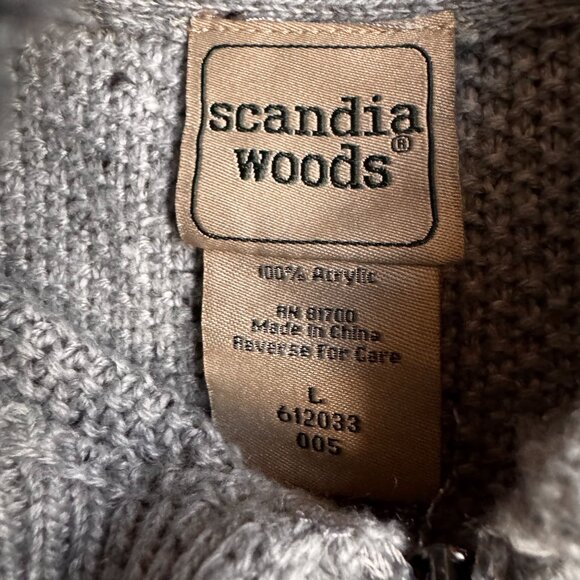 scandia
woods®
100% Acrylic
RN 81700
Made in China
Reverse For Care
L
612033
005